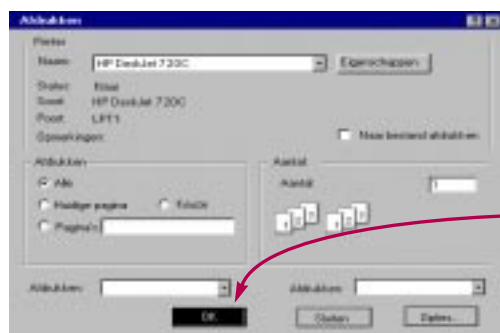 Afdrukken
Printer
Naam: HP DeskJet 720C Eigenschappen
Status: Klaar
Soort: HP DeskJet 720C
Poort: LPT1
Opmerkingen: Naar bestand afdrukken
Afdrukken Aantal
Alle Aantal 1
Huidige pagina Selectie
Pagina's
Afdrukken: Afdrukken:
OK Sluiten Opties...